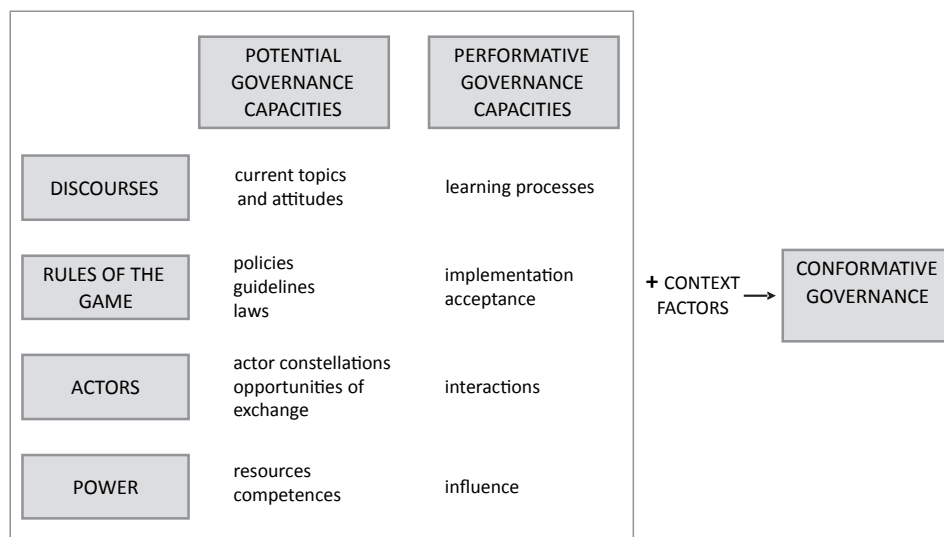 POTENTIAL
GOVERNANCE
CAPACITIES
PERFORMATIVE
GOVERNANCE
CAPACITIES
DISCOURSES
current topics
and attitudes
learning processes
RULES OF THE
GAME
policies
guidelines
laws
implementation
acceptance
ACTORS
actor constellations
opportunities of
exchange
interactions
POWER
resources
competences
influence
+ CONTEXT
FACTORS
CONFORMATIVE
GOVERNANCE